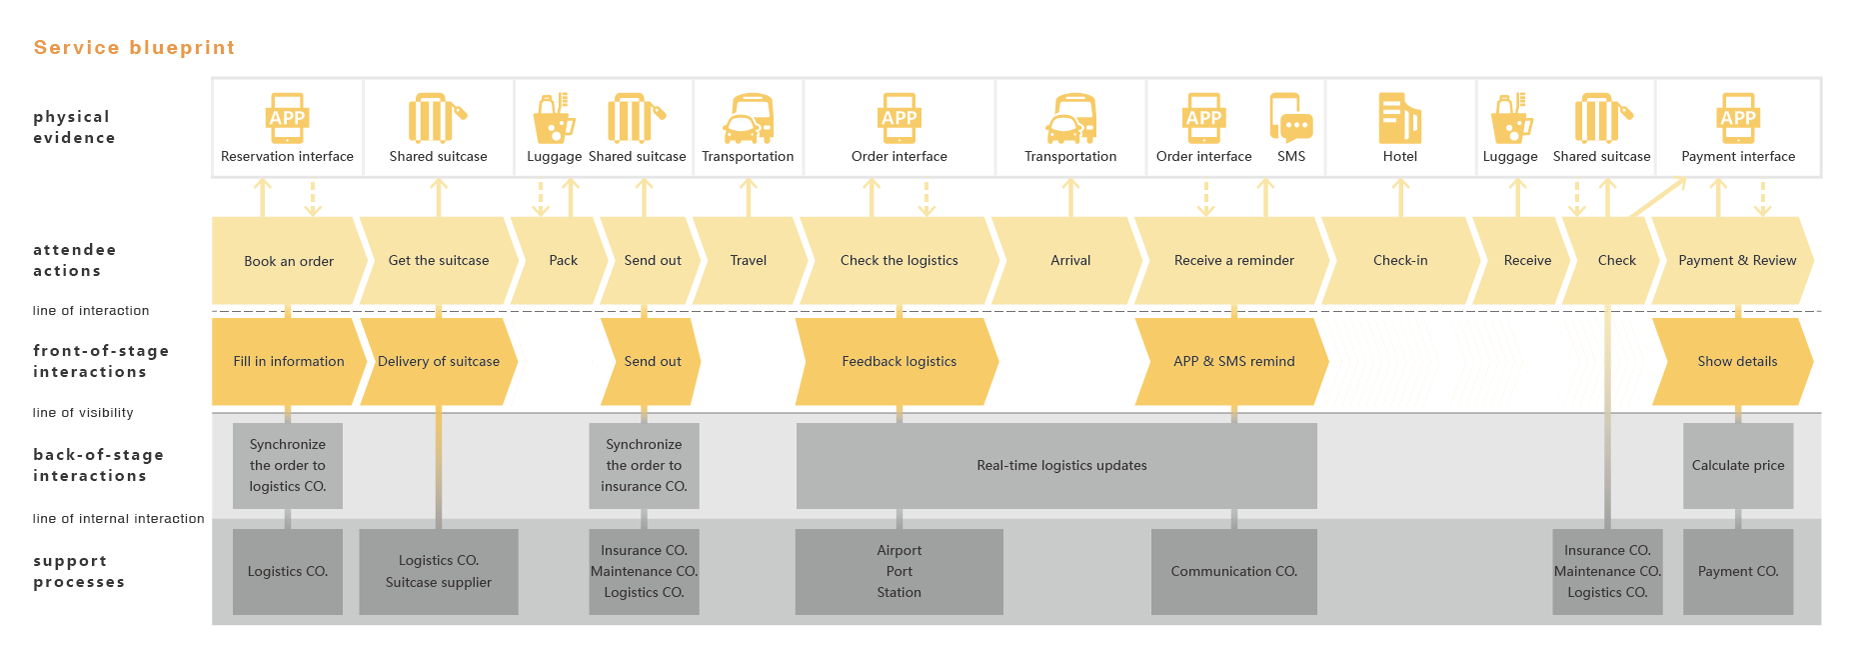 Service blueprint
physical
evidence
APP
APP
APP
APP
Reservation interface
Shared suitcase
Luggage
Shared suitcase
Transportation
Order interface
Transportation
Order interface
SMS
Hotel
Luggage
Shared suitcase
Payment interface
attendee
actions
Book an order
Get the suitcase
Pack
Send out
Travel
Check the logistics
Arrival
Receive a reminder
Check-in
Receive
Check
Payment & Review
line of interaction
front-of-stage
interactions
Fill in information
Delivery of suitcase
Send out
Feedback logistics
APP & SMS remind
Show details
line of visibility
back-of-stage
interactions
Synchronize
the order to
logistics CO.
Synchronize
the order to
insurance CO.
Real-time logistics updates
Calculate price
line of internal interaction
support
processes
Logistics CO.
Logistics CO.
Suitcase supplier
Insurance CO.
Maintenance CO.
Logistics CO.
Airport
Port
Station
Communication CO.
Insurance CO.
Maintenance CO.
Logistics CO.
Payment CO.